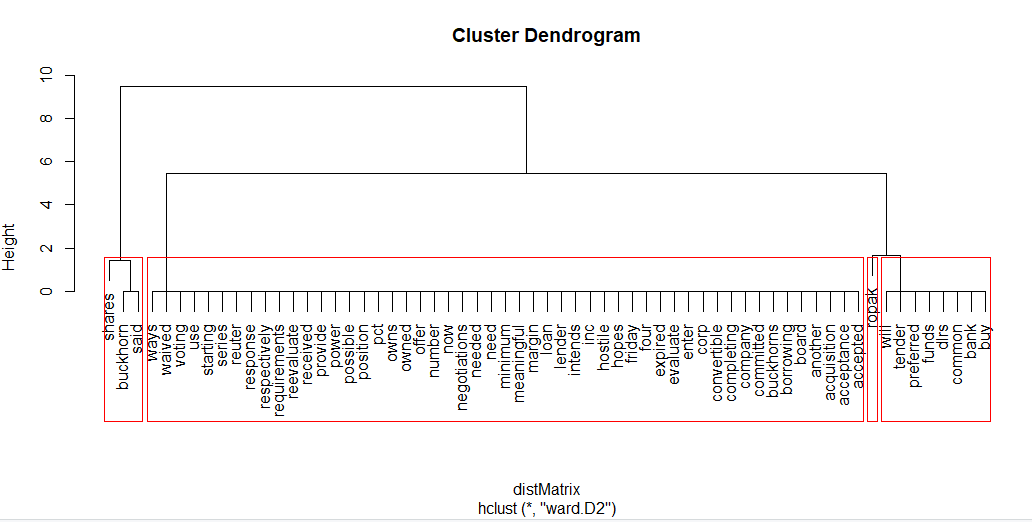 Cluster Dendrogram
Height
10
8
6
4
2
0
shares
buckhorn
said
ways
waived
voting
use
starting
series
reuter
response
respectively
requirements
reevaluate
received
provide
power
possible
position
pct
owns
owned
offer
number
now
negotiations
needed
need
minimum
meaningful
margin
loan
lender
intends
inc
hostile
hopes
friday
four
expired
evaluate
enter
corp
convertible
completing
company
committed
buckhorns
borrowing
board
another
acquisition
acceptance
accepted
ropak
will
tender
preferred
funds
dlrs
common
bank
buy
distMatrix
hclust (*, "ward.D2")